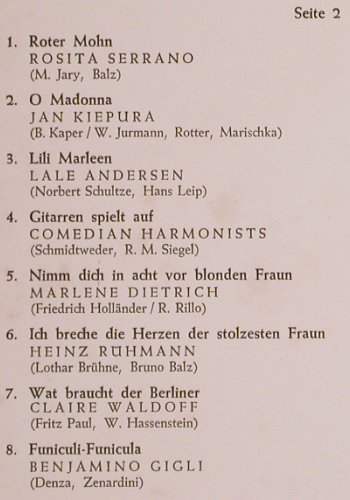 Seite 2
1. Roter Mohn
ROSITA SERRANO
(M. Jary, Balz)
2. O Madonna
JAN KIEPURA
(B. Kaper / W. Jurmann, Rotter, Marischka)
3. Lili Marleen
LALE ANDERSEN
(Norbert Schultze, Hans Leip)
4. Gitarren spielt auf
COMEDIAN HARMONISTS
(Schmidtweder, R. M. Siegel)
5. Nimm dich in acht vor blonden Fraun
MARLENE DIETRICH
(Friedrich Holländer / R. Rillo)
6. Ich breche die Herzen der stolzesten Fraun
HEINZ RÜHMANN
(Lothar Brühne, Bruno Balz)
7. Wat braucht der Berliner
CLAIRE WALDOFF
(Fritz Paul, W. Hassenstein)
8. Funiculi-Funicula
BENJAMINO GIGLI
(Denza, Zenardini)